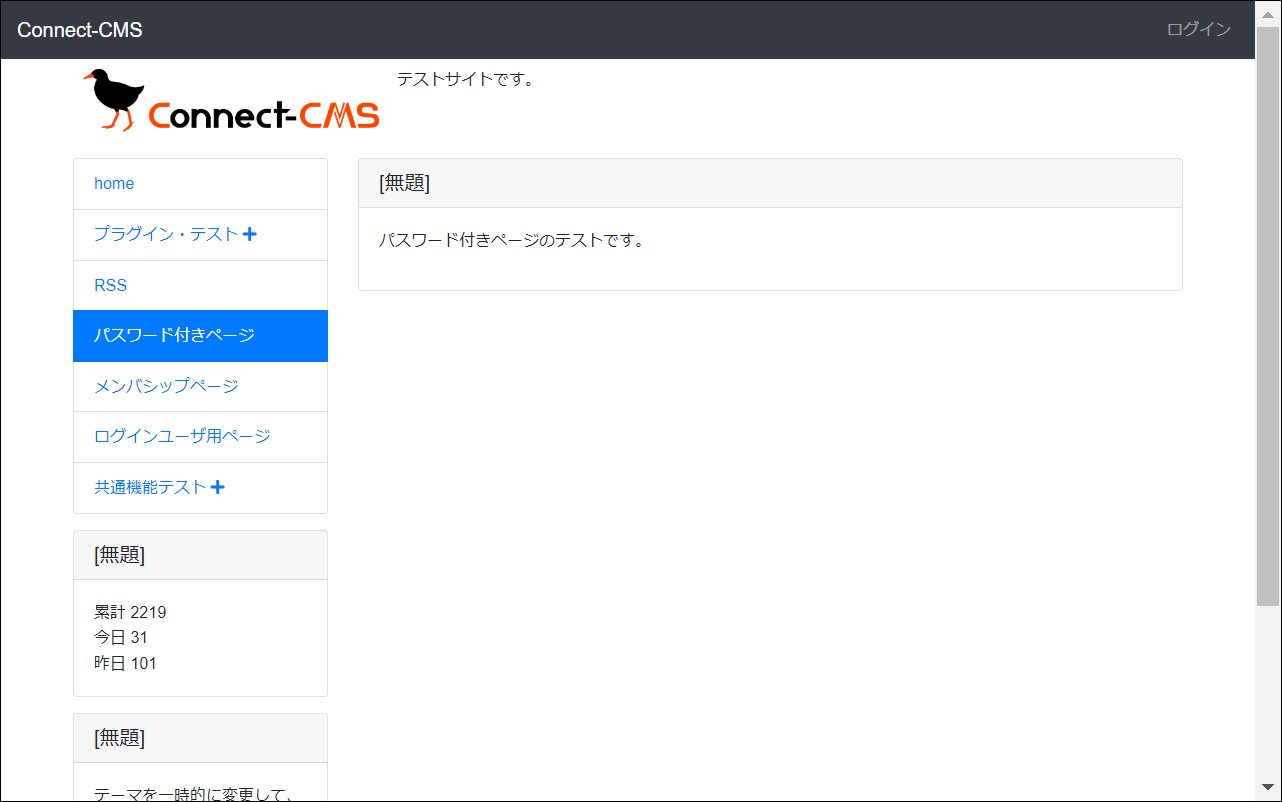 Connect-CMS
ログイン
Connect-CMS
テストサイトです。
home
プラグイン・テスト
RSS
パスワード付きページ
メンバシップページ
ログインユーザ用ページ
共通機能テスト
[無題]
累計 2219
今日 31
昨日 101
[無題]
テーマを一時的に変更して、
[無題]
パスワード付きページのテストです。